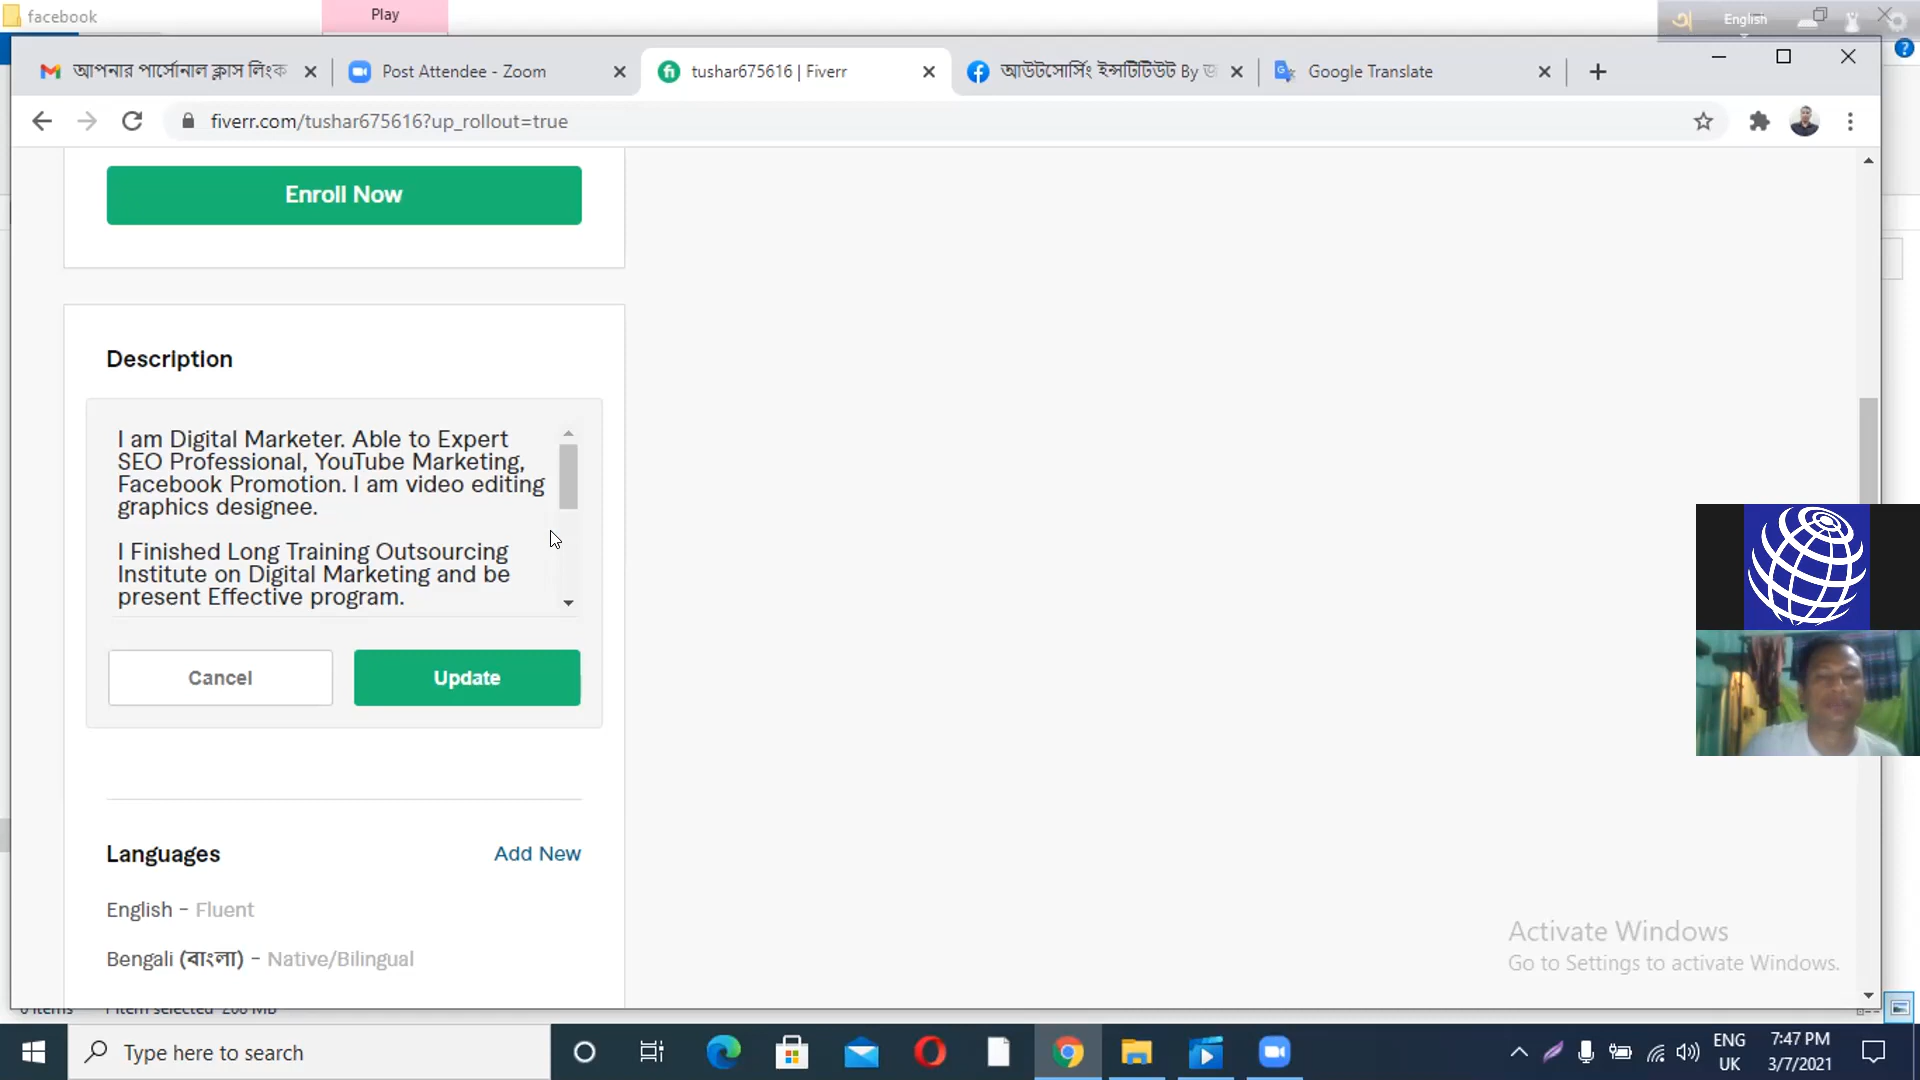 facebook
Play
English
আপনার পার্সোনাল ক্লাস লিংক
Post Attendee - Zoom
tushar675616 | Fiverr
আউটসোর্সিং ইন্সটিটিউট By
Google Translate
fiverr.com/tushar675616?up_rollout=true
Enroll Now
Description
I am Digital Marketer. Able to Expert
SEO Professional, YouTube Marketing,
Facebook Promotion. I am video editing
graphics designee.
I Finished Long Training Outsourcing
Institute on Digital Marketing and be
present Effective program.
Cancel
Update
Languages
Add New
English - Fluent
Bengali (বাংলা) - Native/Bilingual
Activate Windows
Go to Settings to activate Windows.
Type here to search
ENG
UK
7:47 PM
3/7/2021